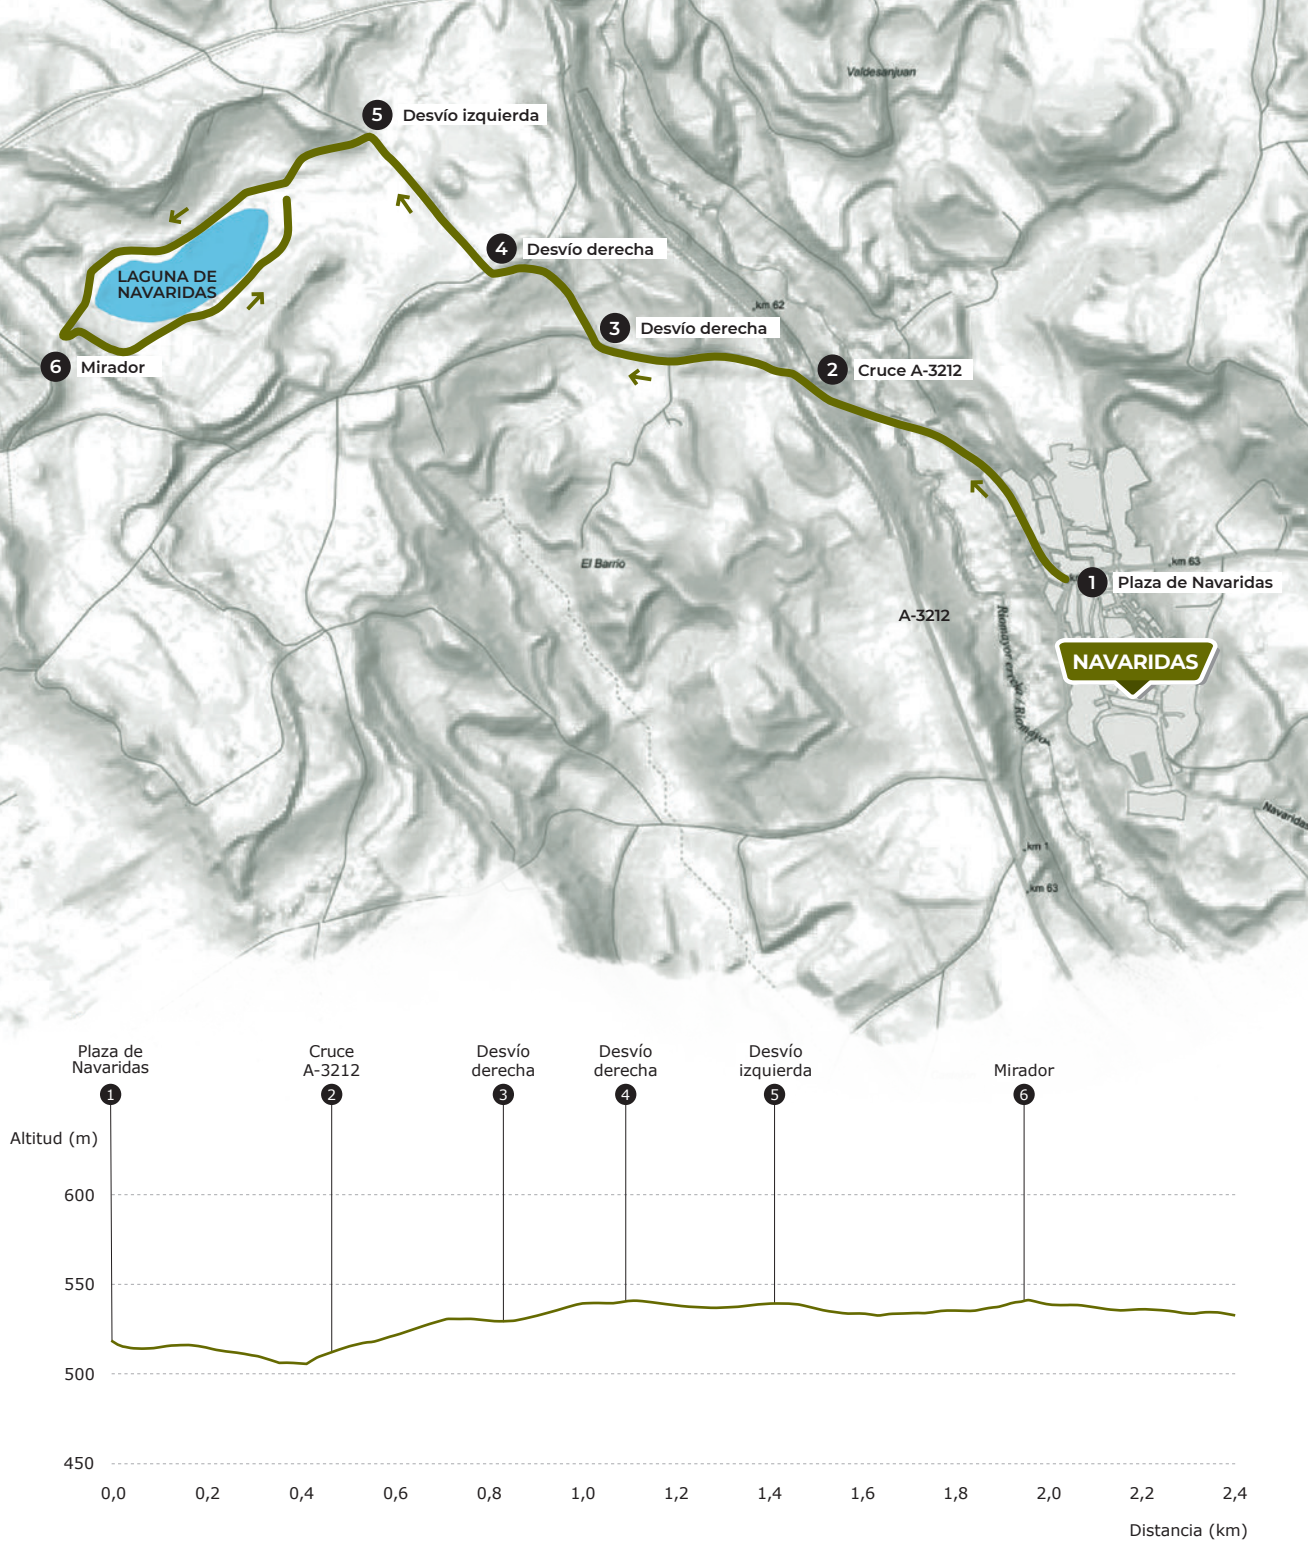 Valdesanjuan
5 Desvío izquierda
4 Desvío derecha
LAGUNA DE
NAVARIDAS
km 62
3 Desvío derecha
6 Mirador
2 Cruce A-3212
El Barrio
km 63
1 Plaza de Navaridas
A-3212
NAVARIDAS
km 1
km 63
Navaridas
Plaza de
Navaridas
1
Cruce
A-3212
2
Desvío
derecha
3
Desvío
derecha
4
Desvío
izquierda
5
Mirador
6
Altitud (m)
600
550
500
450
0,0 0,2 0,4 0,6 0,8 1,0 1,2 1,4 1,6 1,8 2,0 2,2 2,4
Distancia (km)